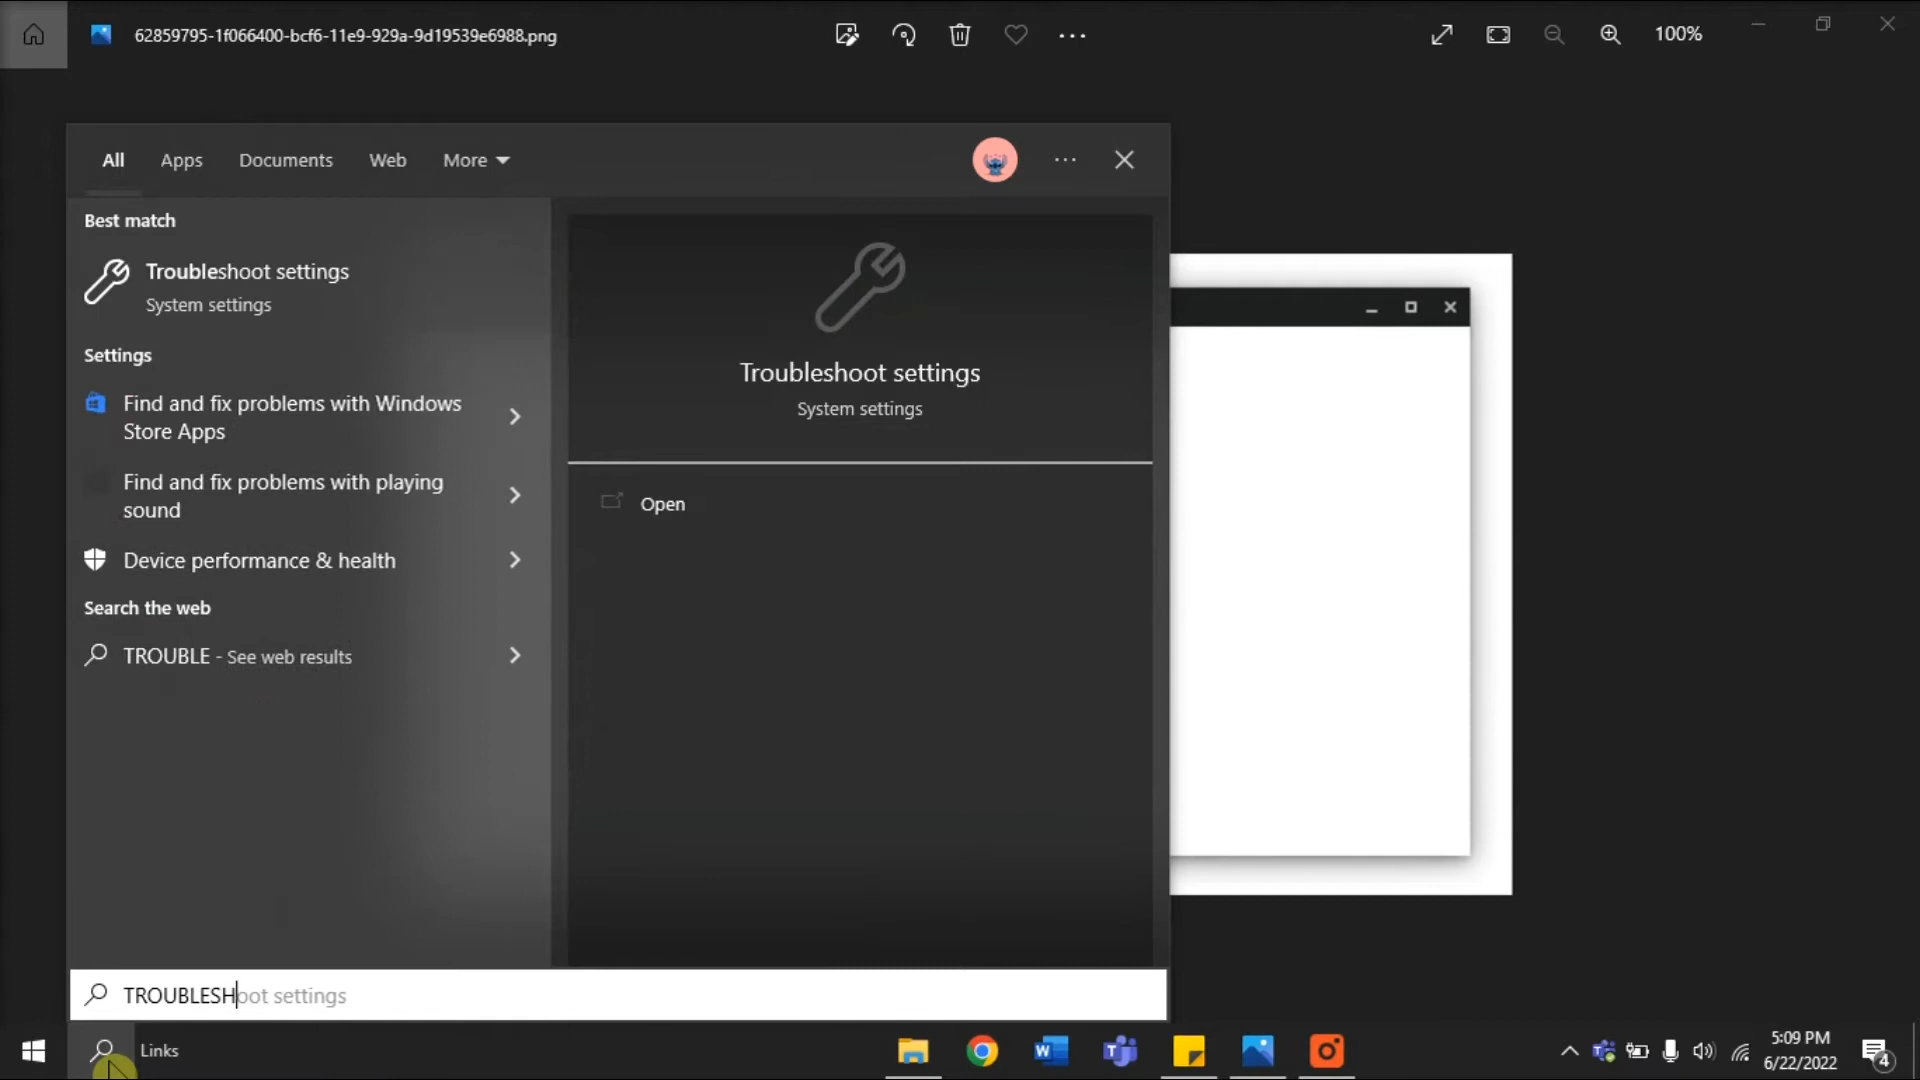 62859795-1f066400-bcf6-11e9-929a-9d19539e6988.png
100%
All Apps Documents Web More
Best match
Troubleshoot settings
System settings
Settings
Find and fix problems with Windows
Store Apps
Find and fix problems with playing
sound
Device performance & health
Search the web
TROUBLE - See web results
Troubleshoot settings
System settings
Open
TROUBLESHoot settings
Links
5:09 PM
6/22/2022
4